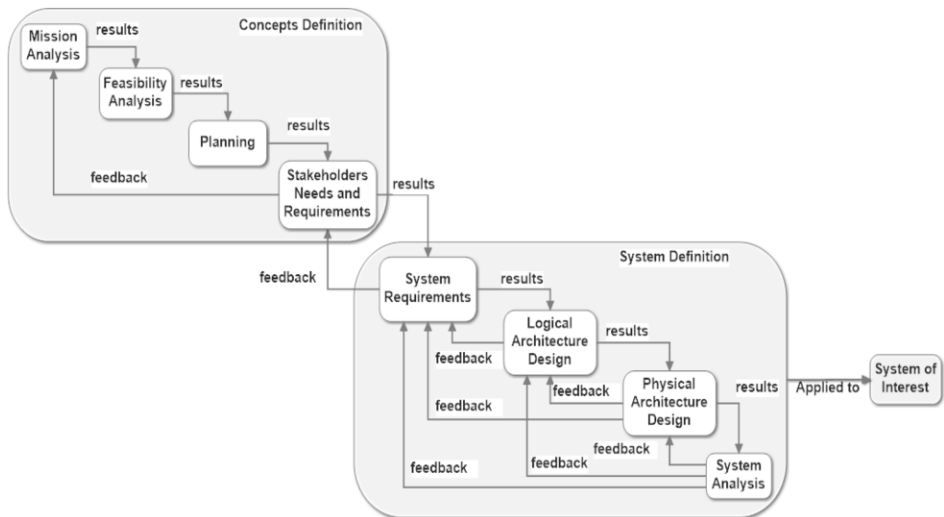 Concepts Definition
Mission
Analysis
results
Feasibility
Analysis
results
Planning
results
Stakeholders
Needs and
Requirements
feedback
results
System Definition
feedback
System
Requirements
results
Logical
Architecture
Design
results
feedback
Physical
Architecture
Design
feedback
feedback
results
Applied to
System of
Interest
feedback
feedback
feedback
System
Analysis